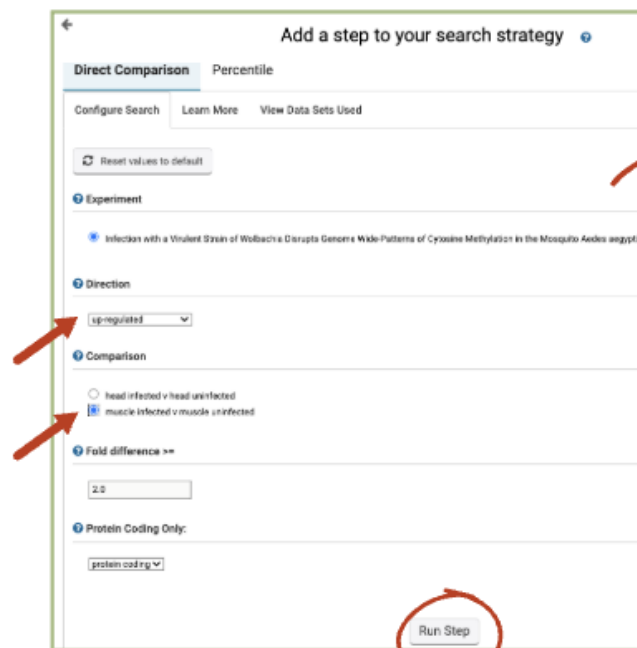 Add a step to your search strategy
Direct Comparison Percentile
Configure Search Learn More View Data Sets Used
Reset values to default
Experiment
Infection with a Virulent Strain of Wolbachia Disrupts Genome Wide-Patterns of Cytosine Methylation in the Mosquito Aedes aegypti
Direction
up-regulated
Comparison
head infected v head uninfected
muscle infected v muscle uninfected
Fold difference >=
2.0
Protein Coding Only:
protein coding
Run Step